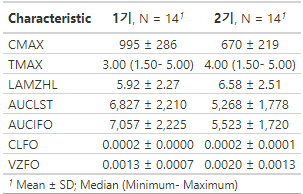 Characteristic 1기, N = 14¹ 2기, N = 14¹
CMAX 995 ± 286 670 ± 219
TMAX 3.00 (1.50- 5.00) 4.00 (1.50- 5.00)
LAMZHL 5.92 ± 2.27 6.58 ± 2.51
AUCLST 6,827 ± 2,210 5,268 ± 1,778
AUCIFO 7,057 ± 2,225 5,523 ± 1,720
CLFO 0.0002 ± 0.0000 0.0002 ± 0.0001
VZFO 0.0013 ± 0.0007 0.0020 ± 0.0013
¹ Mean ± SD; Median (Minimum- Maximum)